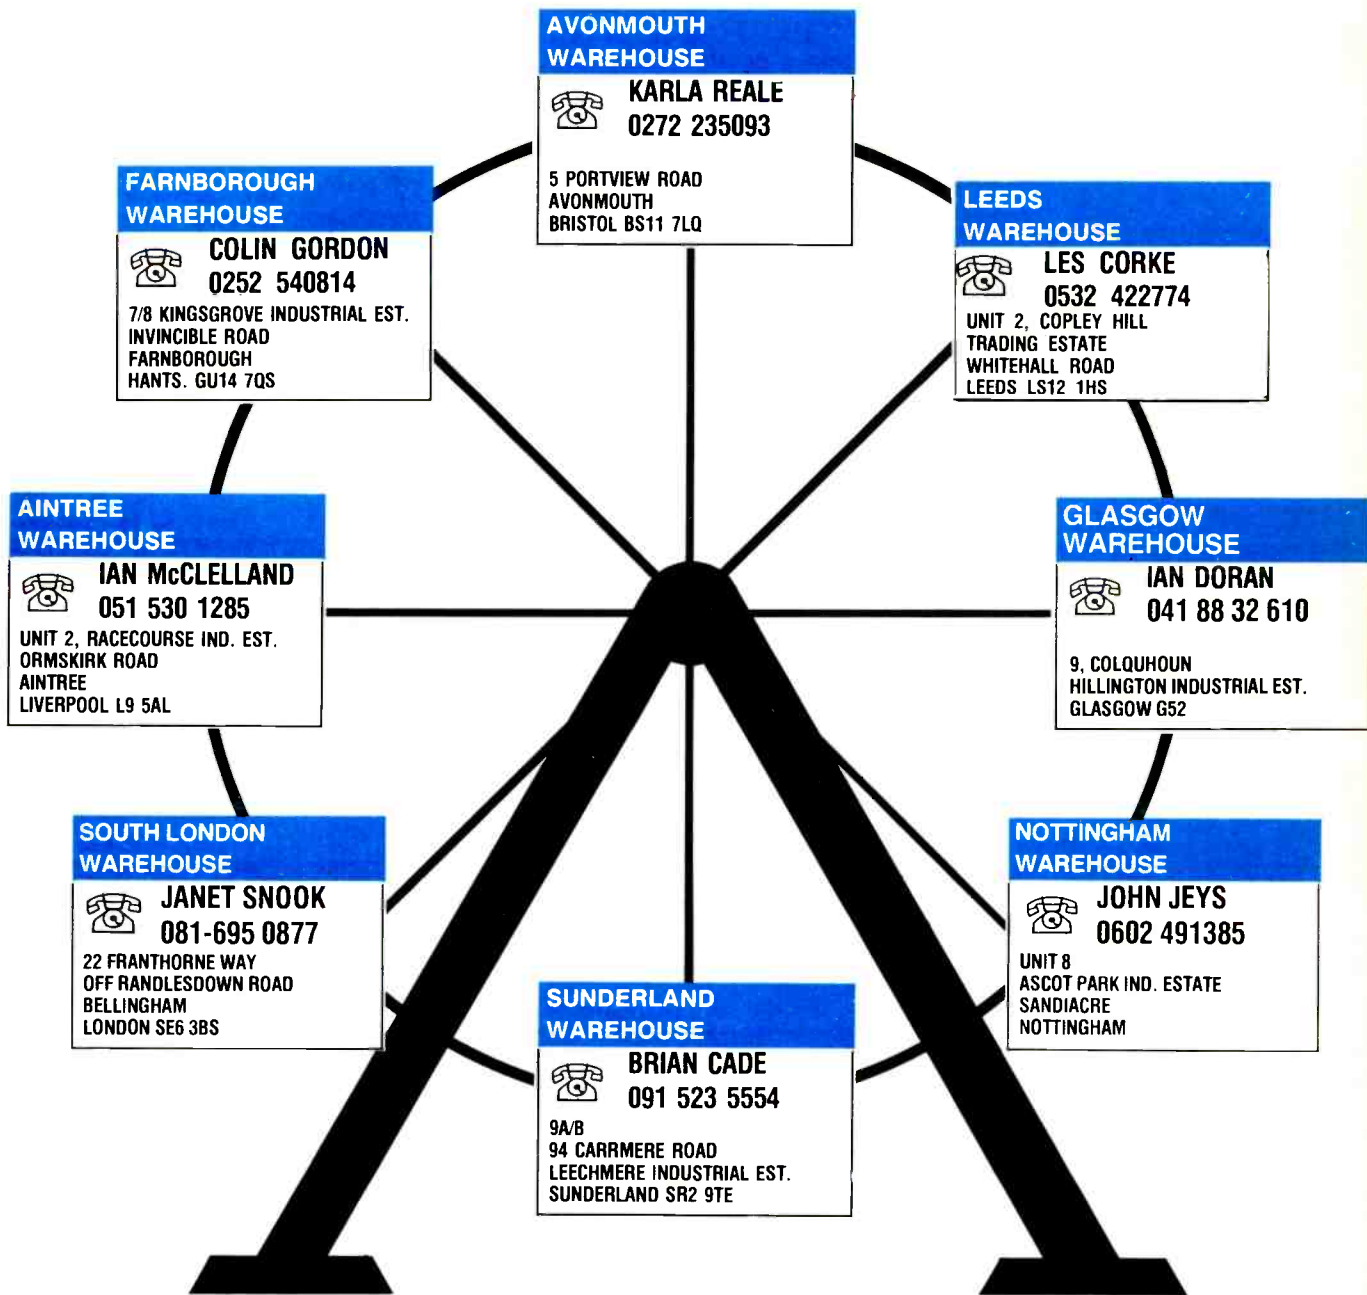 AVONMOUTH
WAREHOUSE
KARLA REALE
0272 235093
5 PORTVIEW ROAD
AVONMOUTH
BRISTOL BS11 7LQ
FARNBOROUGH
WAREHOUSE
COLIN GORDON
0252 540814
7/8 KINGSGROVE INDUSTRIAL EST.
INVINCIBLE ROAD
FARNBOROUGH
HANTS. GU14 7QS
LEEDS
WAREHOUSE
LES CORKE
0532 422774
UNIT 2, COPLEY HILL
TRADING ESTATE
WHITEHALL ROAD
LEEDS LS12 1HS
AINTREE
WAREHOUSE
IAN McCLELLAND
051 530 1285
UNIT 2, RACECOURSE IND. EST.
ORMSKIRK ROAD
AINTREE
LIVERPOOL L9 5AL
GLASGOW
WAREHOUSE
IAN DORAN
041 88 32 610
9, COLQUHOUN
HILLINGTON INDUSTRIAL EST.
GLASGOW G52
SOUTH LONDON
WAREHOUSE
JANET SNOOK
081-695 0877
22 FRANTHORNE WAY
OFF RANDLESDOWN ROAD
BELLINGHAM
LONDON SE6 3BS
NOTTINGHAM
WAREHOUSE
JOHN JEYS
0602 491385
UNIT 8
ASCOT PARK IND. ESTATE
SANDIACRE
NOTTINGHAM
SUNDERLAND
WAREHOUSE
BRIAN CADE
091 523 5554
9A/B
94 CARRMERE ROAD
LEECHMERE INDUSTRIAL EST.
SUNDERLAND SR2 9TE